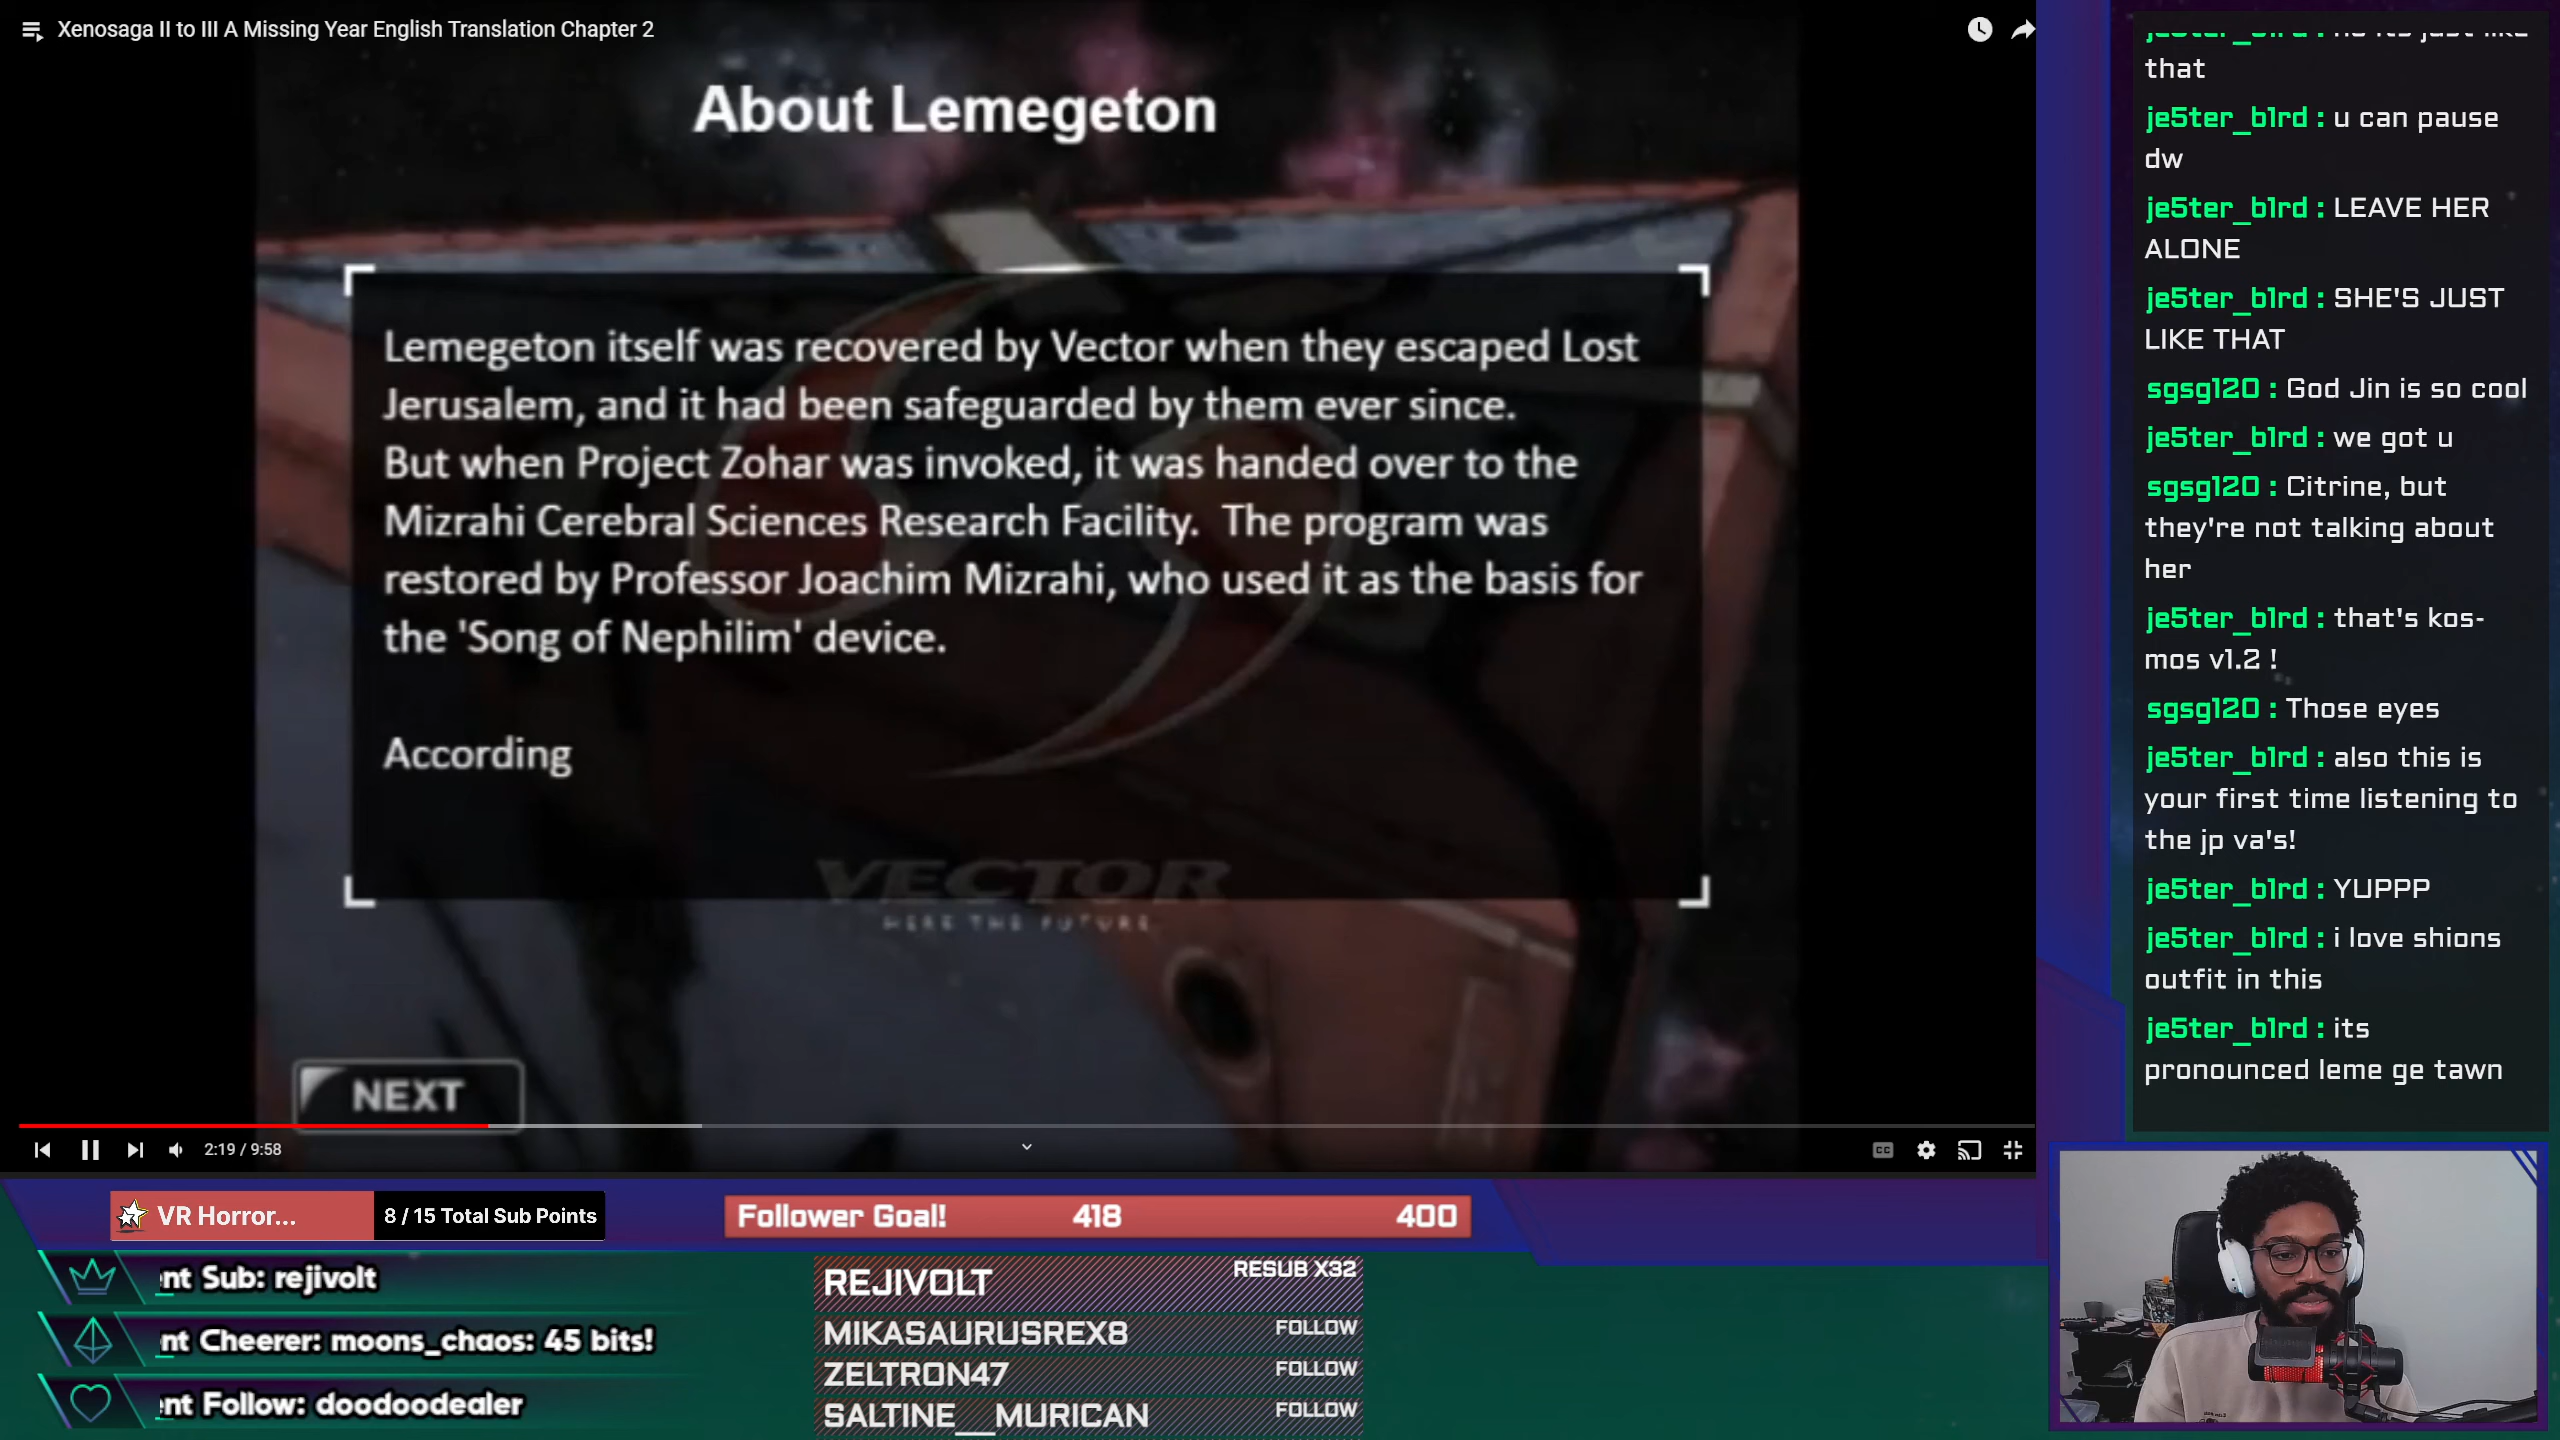 Xenosaga II to III A Missing Year English Translation Chapter 2
About Lemegeton
Lemegeton itself was recovered by Vector when they escaped Lost
Jerusalem, and it had been safeguarded by them ever since.
But when Project Zohar was invoked, it was handed over to the
Mizrahi Cerebral Sciences Research Facility.  The program was
restored by Professor Joachim Mizrahi, who used it as the basis for
the 'Song of Nephilim' device.
According
VECTOR
HERE THE FUTURE
NEXT
2:19 / 9:58
CC
that
je5ter_b1rd : u can pause
dw
je5ter_b1rd : LEAVE HER
ALONE
je5ter_b1rd : SHE'S JUST
LIKE THAT
sgsg120 : God Jin is so cool
je5ter_b1rd : we got u
sgsg120 : Citrine, but
they're not talking about
her
je5ter_b1rd : that's kos-
mos v1.2 !
sgsg120 : Those eyes
je5ter_b1rd : also this is
your first time listening to
the jp va's!
je5ter_b1rd : YUPPP
je5ter_b1rd : i love shions
outfit in this
je5ter_b1rd : its
pronounced leme ge tawn
VR Horror...
8 / 15 Total Sub Points
Follower Goal! 418 400
nt Sub: rejivolt
nt Cheerer: moons_chaos: 45 bits!
nt Follow: doodoodealer
REJIVOLT RESUB X32
MIKASAURUSREX8 FOLLOW
ZELTRON47 FOLLOW
SALTINE__MURICAN FOLLOW